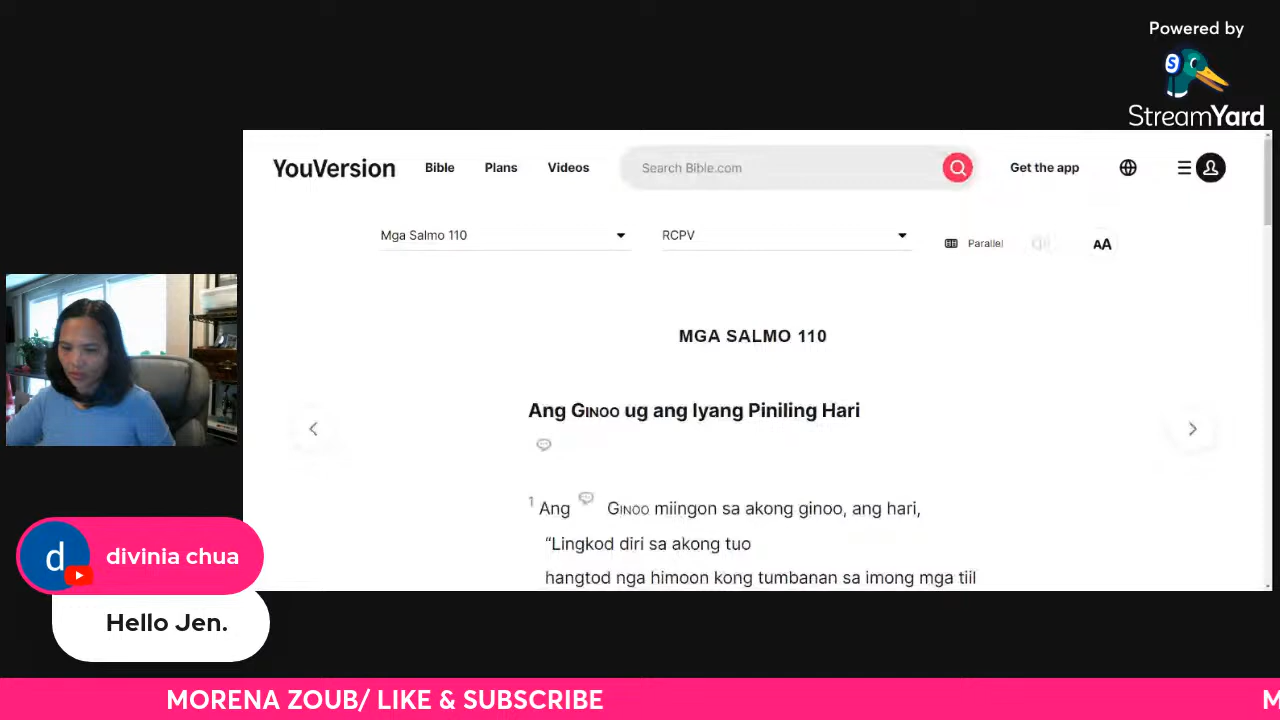 Powered by
StreamYard
YouVersion Bible Plans Videos Search Bible.com Get the app
Mga Salmo 110 RCPV Parallel AA
MGA SALMO 110
Ang GINOO ug ang Iyang Piniling Hari
1 Ang GINOO miingon sa akong ginoo, ang hari,
“Lingkod diri sa akong tuo
hangtod nga himoon kong tumbanan sa imong mga tiil
d divinia chua
Hello Jen.
MORENA ZOUB/ LIKE & SUBSCRIBE M